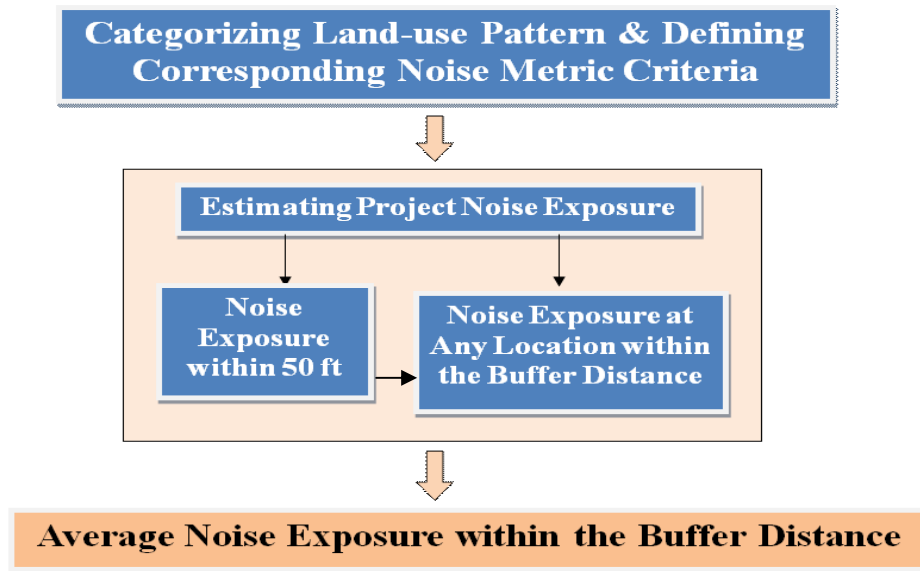 Categorizing Land-use Pattern & Defining
Corresponding Noise Metric Criteria
Estimating Project Noise Exposure
Noise
Exposure
within 50 ft
Noise Exposure at
Any Location within
the Buffer Distance
Average Noise Exposure within the Buffer Distance